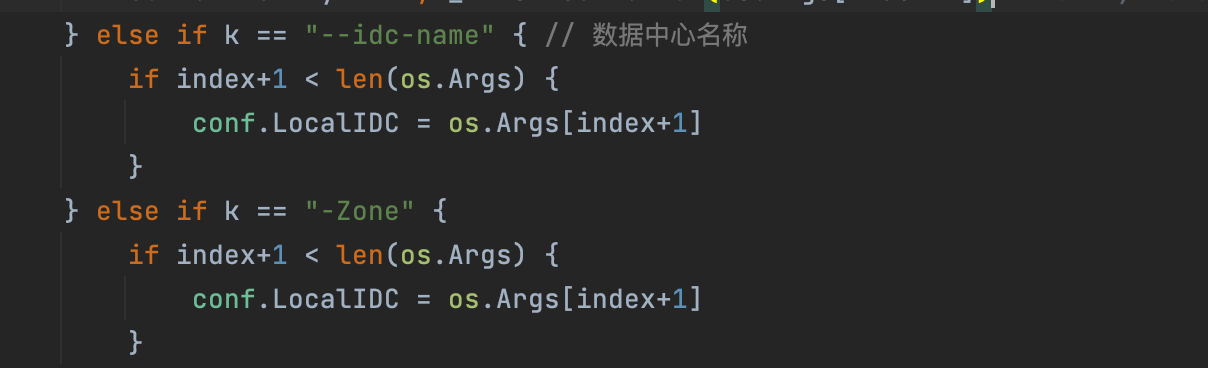 } else if k == "--idc-name" { // 数据中心名称
if index+1 < len(os.Args) {
conf.LocalIDC = os.Args[index+1]
}
} else if k == "-Zone" {
if index+1 < len(os.Args) {
conf.LocalIDC = os.Args[index+1]
}